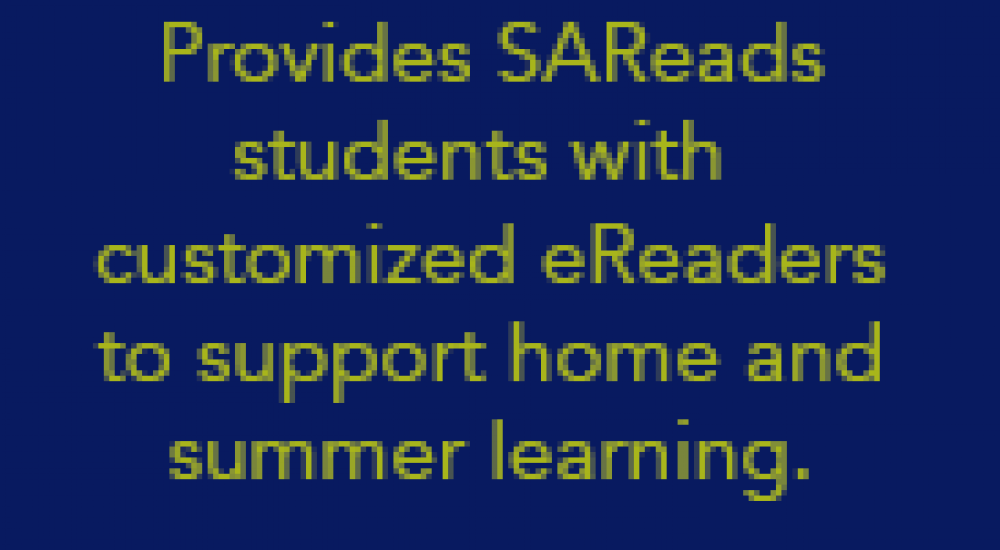 Provides SAReads
students with
customized eReaders
to support home and
summer learning.